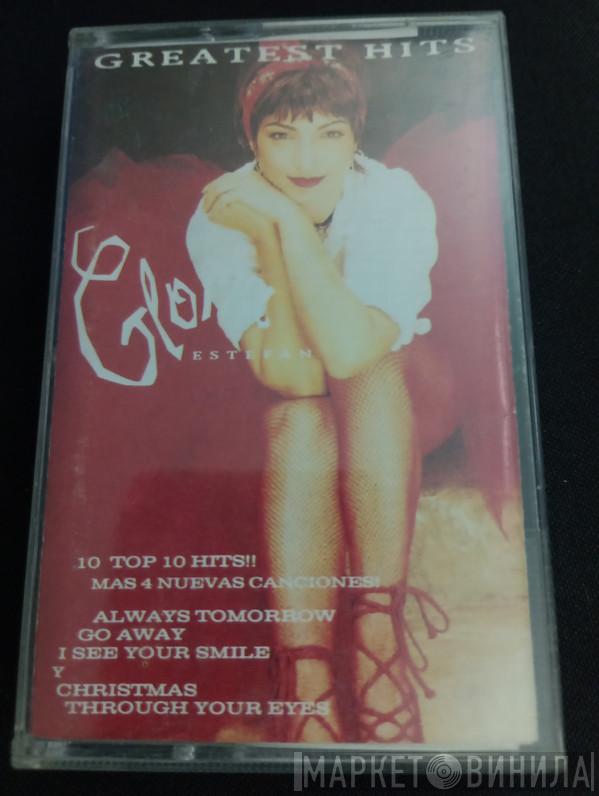 GREATEST HITS
Gloria
ESTEFAN
10 TOP 10 HITS!!
MAS 4 NUEVAS CANCIONES!
ALWAYS TOMORROW
GO AWAY
I SEE YOUR SMILE
Y
CHRISTMAS
THROUGH YOUR EYES
МАРКЕТ ВИНИЛА